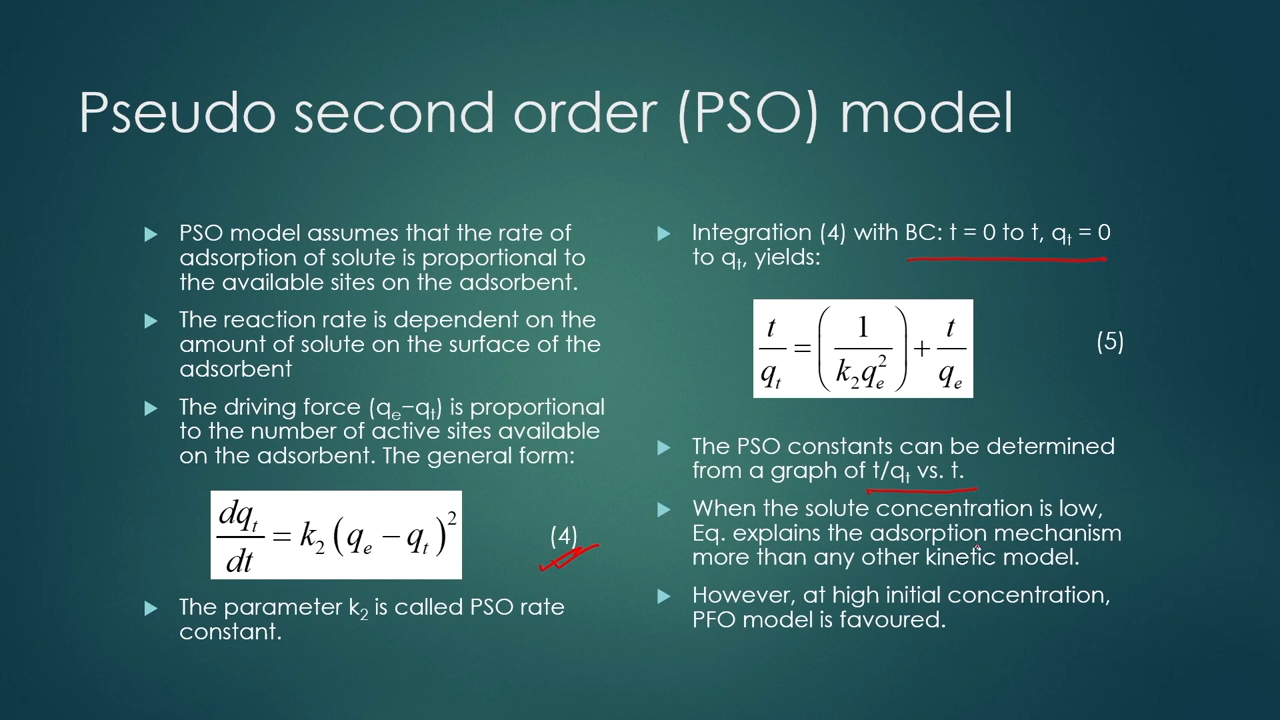 Pseudo second order (PSO) model
▶ PSO model assumes that the rate of
adsorption of solute is proportional to
the available sites on the adsorbent.
▶ The reaction rate is dependent on the
amount of solute on the surface of the
adsorbent
▶ The driving force (qₑ−qₜ) is proportional
to the number of active sites available
on the adsorbent. The general form:
dqₜ/dt = k₂(qₑ − qₜ)² (4)
▶ The parameter k₂ is called PSO rate
constant.
▶ Integration (4) with BC: t = 0 to t, qₜ = 0
to qₜ, yields:
t/qₜ = (1/k₂qₑ²) + t/qₑ (5)
▶ The PSO constants can be determined
from a graph of t/qₜ vs. t.
▶ When the solute concentration is low,
Eq. explains the adsorption mechanism
more than any other kinetic model.
▶ However, at high initial concentration,
PFO model is favoured.